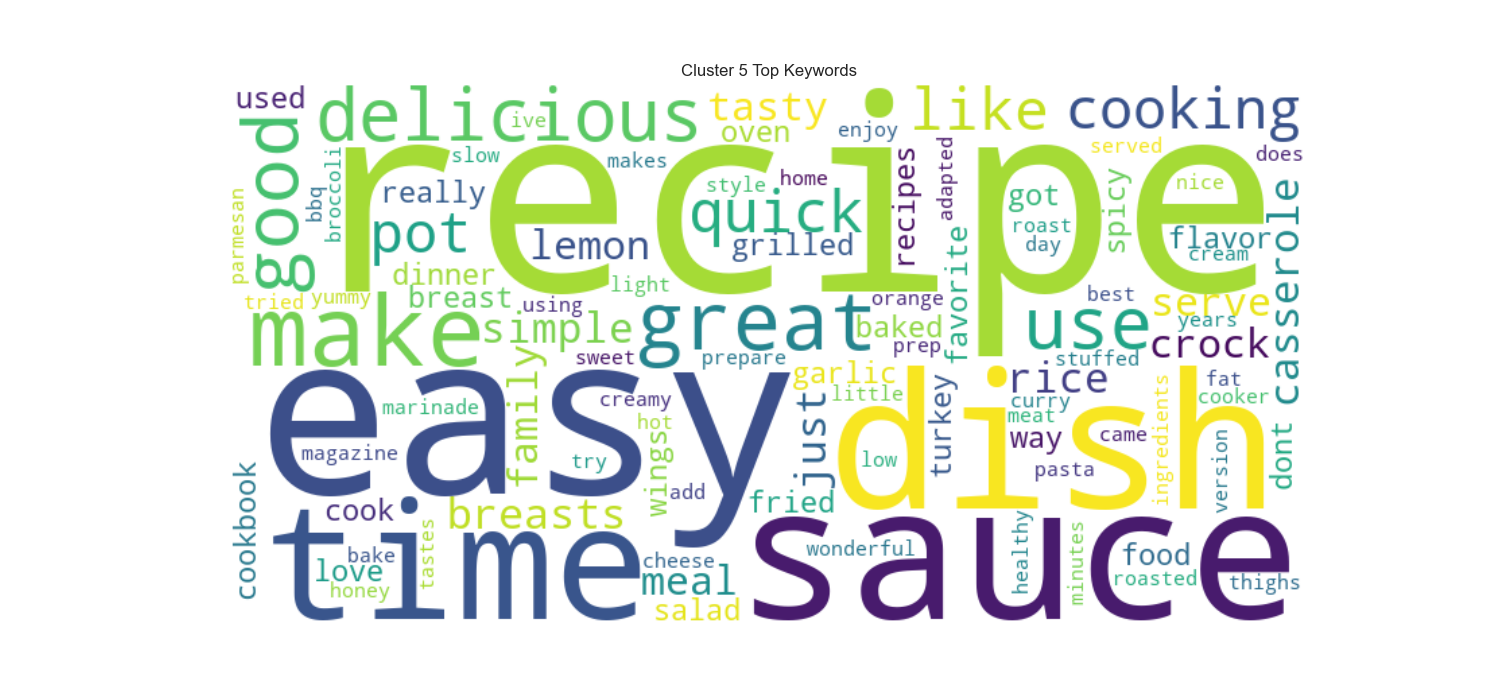 Cluster 5 Top Keywords
used
delicious
ive
tasty
oven
enjoy
like
cooking
served
does
good
recipe
slow
makes
broccoli
bbq
parmesan
really
pot
style
home
quick
lemon
grilled
recipes
adapted
got
roast
day
spicy
nice
flavor
cream
casserole
dinner
breast
using
light
tried
yummy
make
simple
great
orange
baked
prep
favorite
best
use
serve
years
crock
stuffed
sweet
prepare
easy
family
marinade
creamy
garlic
little
hot
wings
magazine
try
add
just
dish
low
turkey
rice
curry
meat
way
came
pasta
ingredients
fat
cooker
version
dont
cookbook
cook
breasts
fried
time
bake
love
honey
tastes
cheese
meal
salad
sauce
wonderful
healthy
minutes
food
roasted
thighs